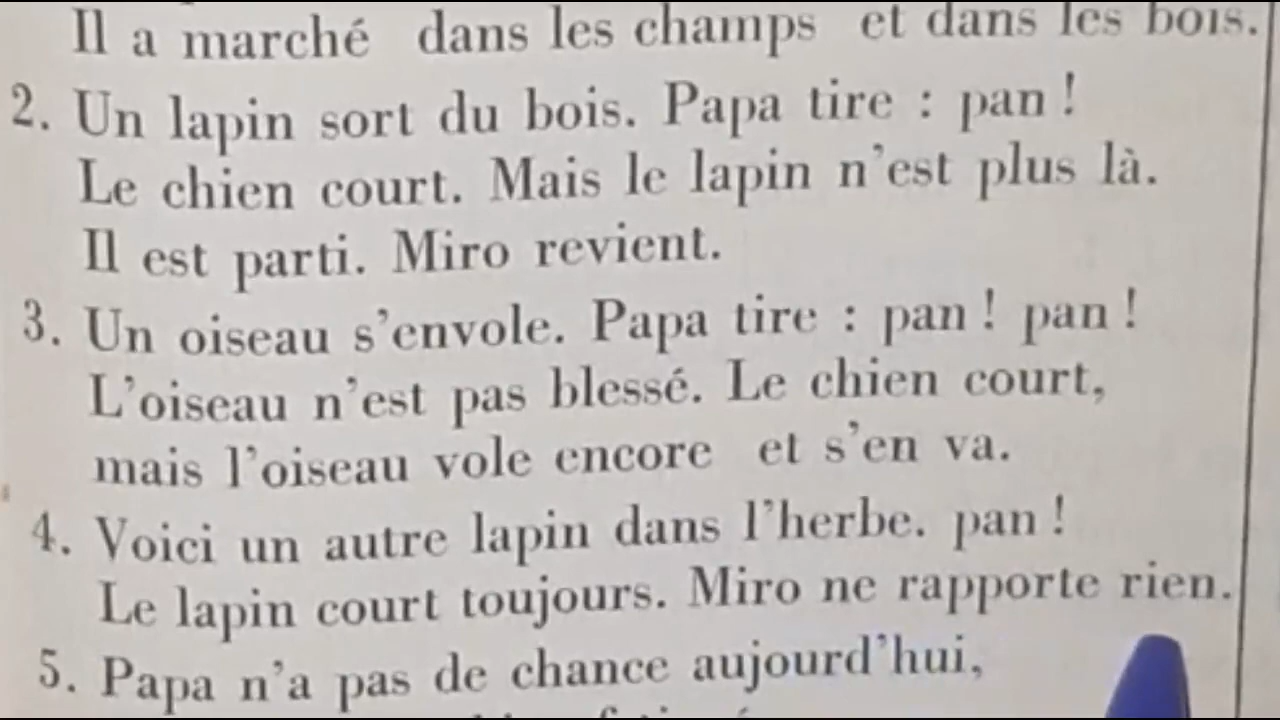 Il a marché dans les champs et dans les bois.
2. Un lapin sort du bois. Papa tire : pan !
Le chien court. Mais le lapin n'est plus là.
Il est parti. Miro revient.
3. Un oiseau s'envole. Papa tire : pan ! pan !
L'oiseau n'est pas blessé. Le chien court,
mais l'oiseau vole encore et s'en va.
4. Voici un autre lapin dans l'herbe. pan !
Le lapin court toujours. Miro ne rapporte rien.
5. Papa n'a pas de chance aujourd'hui,